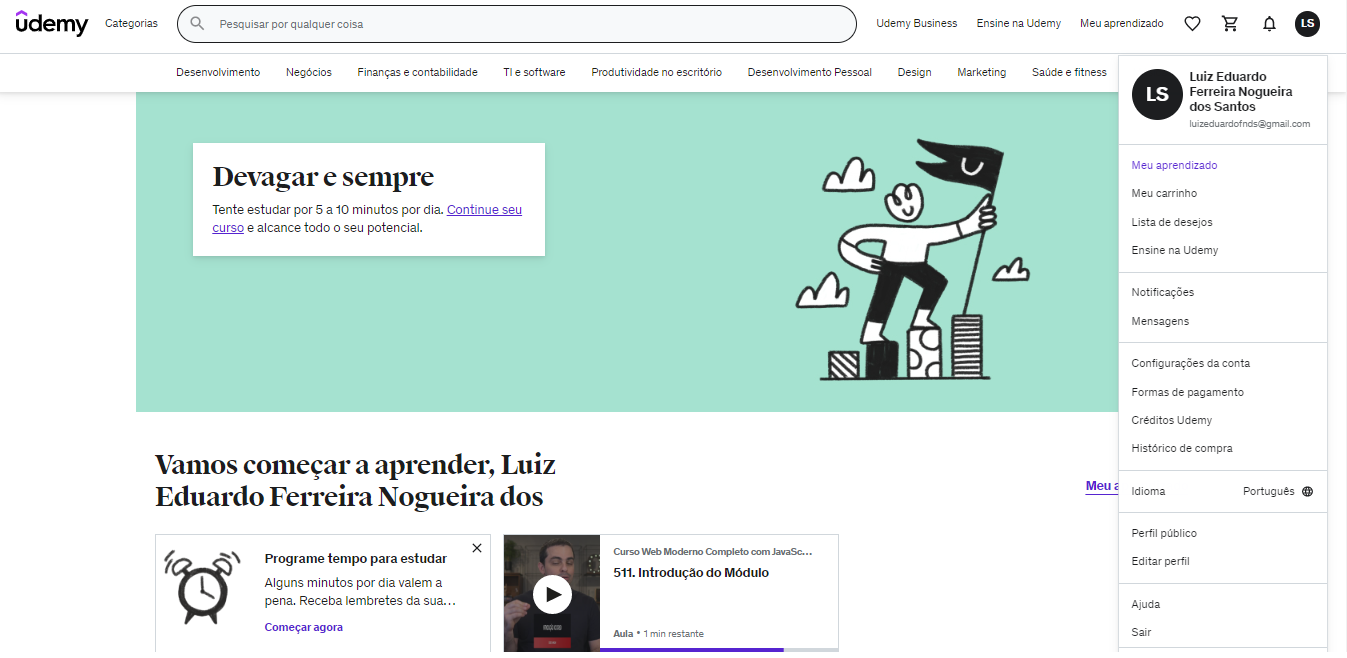 udemy
Categorias
Pesquisar por qualquer coisa
Udemy Business
Ensine na Udemy
Meu aprendizado
LS
Desenvolvimento
Negócios
Finanças e contabilidade
TI e software
Produtividade no escritório
Desenvolvimento Pessoal
Design
Marketing
Saúde e fitness
Devagar e sempre
Tente estudar por 5 a 10 minutos por dia. Continue seu
curso e alcance todo o seu potencial.
Vamos começar a aprender, Luiz
Eduardo Ferreira Nogueira dos
Meu a
Programe tempo para estudar
Alguns minutos por dia valem a
pena. Receba lembretes da sua…
Começar agora
Curso Web Moderno Completo com JavaSc…
511. Introdução do Módulo
Aula • 1 min restante
LS
Luiz Eduardo
Ferreira Nogueira
dos Santos
luizeduardofnds@gmail.com
Meu aprendizado
Meu carrinho
Lista de desejos
Ensine na Udemy
Notificações
Mensagens
Configurações da conta
Formas de pagamento
Créditos Udemy
Histórico de compra
Idioma
Português
Perfil público
Editar perfil
Ajuda
Sair